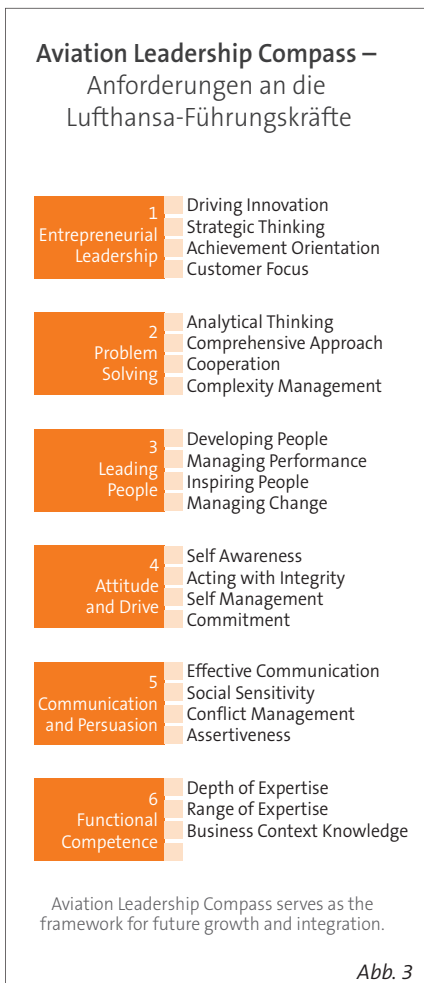 Aviation Leadership Compass –
Anforderungen an die
Lufthansa-Führungskräfte
1
Entrepreneurial
Leadership
Driving Innovation
Strategic Thinking
Achievement Orientation
Customer Focus
2
Problem
Solving
Analytical Thinking
Comprehensive Approach
Cooperation
Complexity Management
3
Leading
People
Developing People
Managing Performance
Inspiring People
Managing Change
4
Attitude
and Drive
Self Awareness
Acting with Integrity
Self Management
Commitment
5
Communication
and Persuasion
Effective Communication
Social Sensitivity
Conflict Management
Assertiveness
6
Functional
Competence
Depth of Expertise
Range of Expertise
Business Context Knowledge
Aviation Leadership Compass serves as the
framework for future growth and integration.
Abb. 3